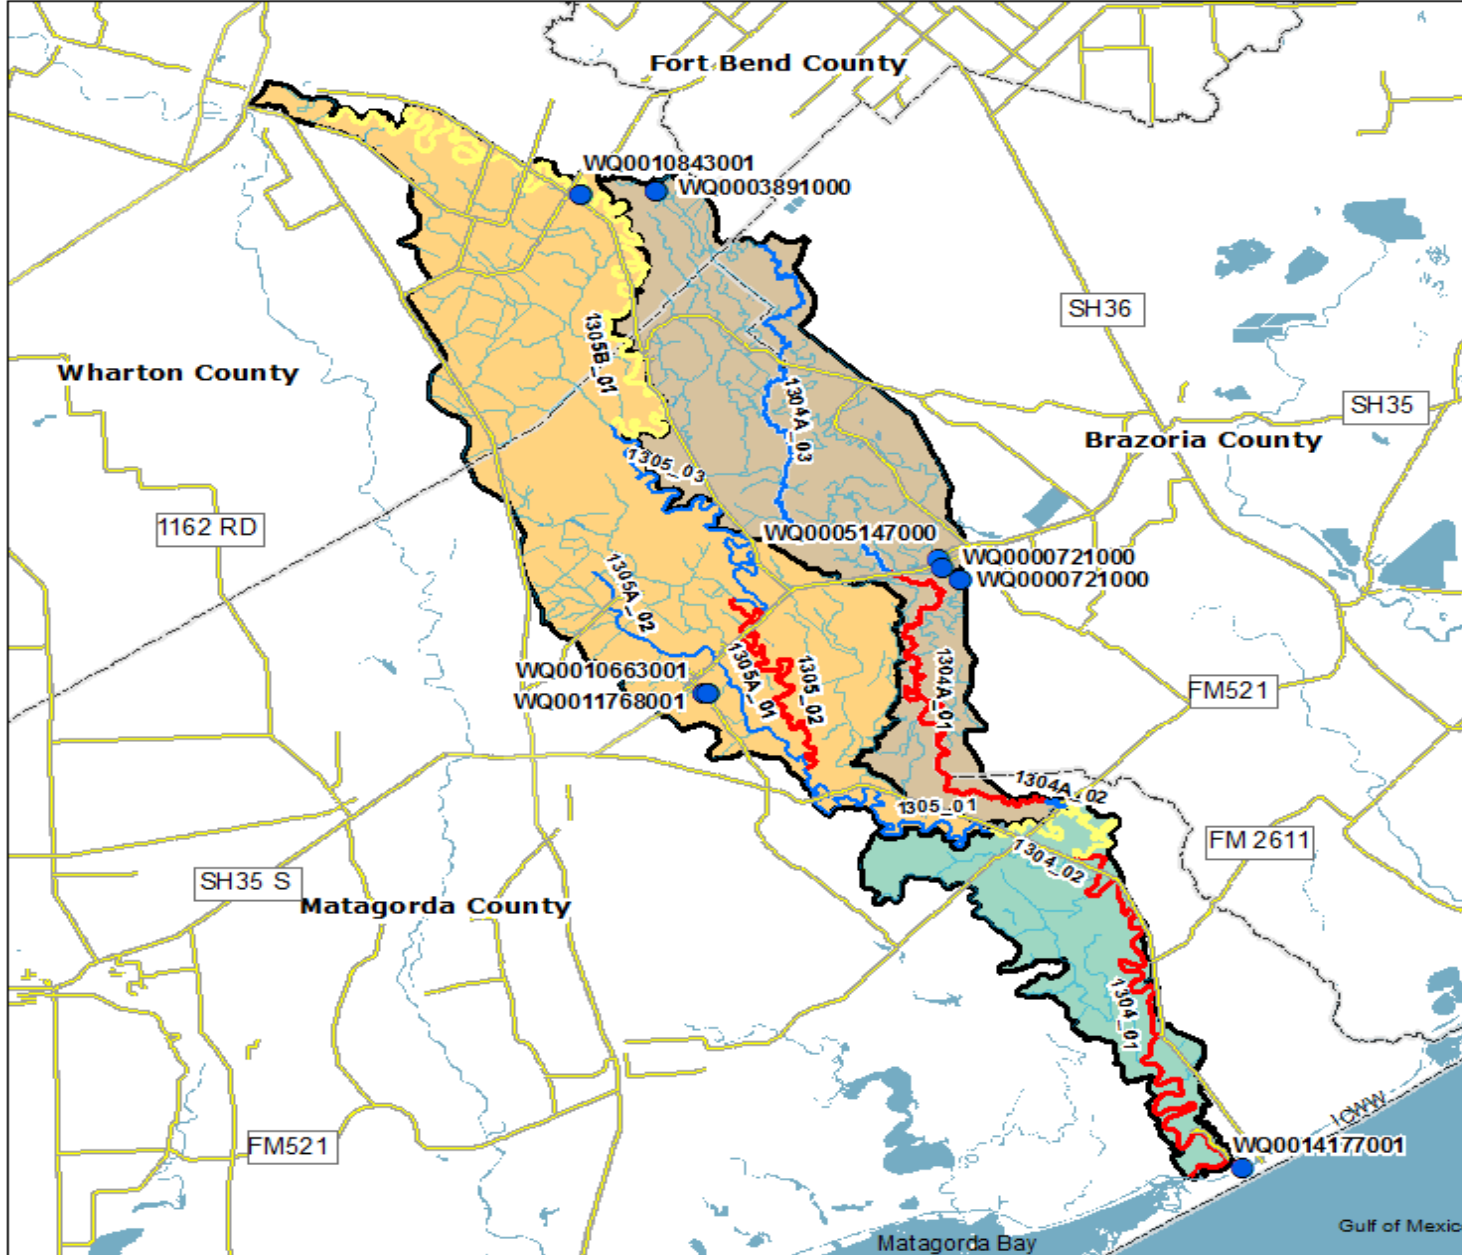 Fort Bend County
WQ0010843001
WQ0003891000
SH36
1305B_01
Wharton County
1304A_03
SH35
Brazoria County
1305_03
1162 RD
WQ0005147000
WQ0000721000
WQ0000721000
1305A_02
WQ0010663001
WQ0011768001
1305A_01
1305_02
1304A_01
FM521
1304A_02
1305_01
FM 2611
1304_02
SH35 S
Matagorda County
1304_01
ICWW
FM521
WQ0014177001
Gulf of Mexic
Matagorda Bay